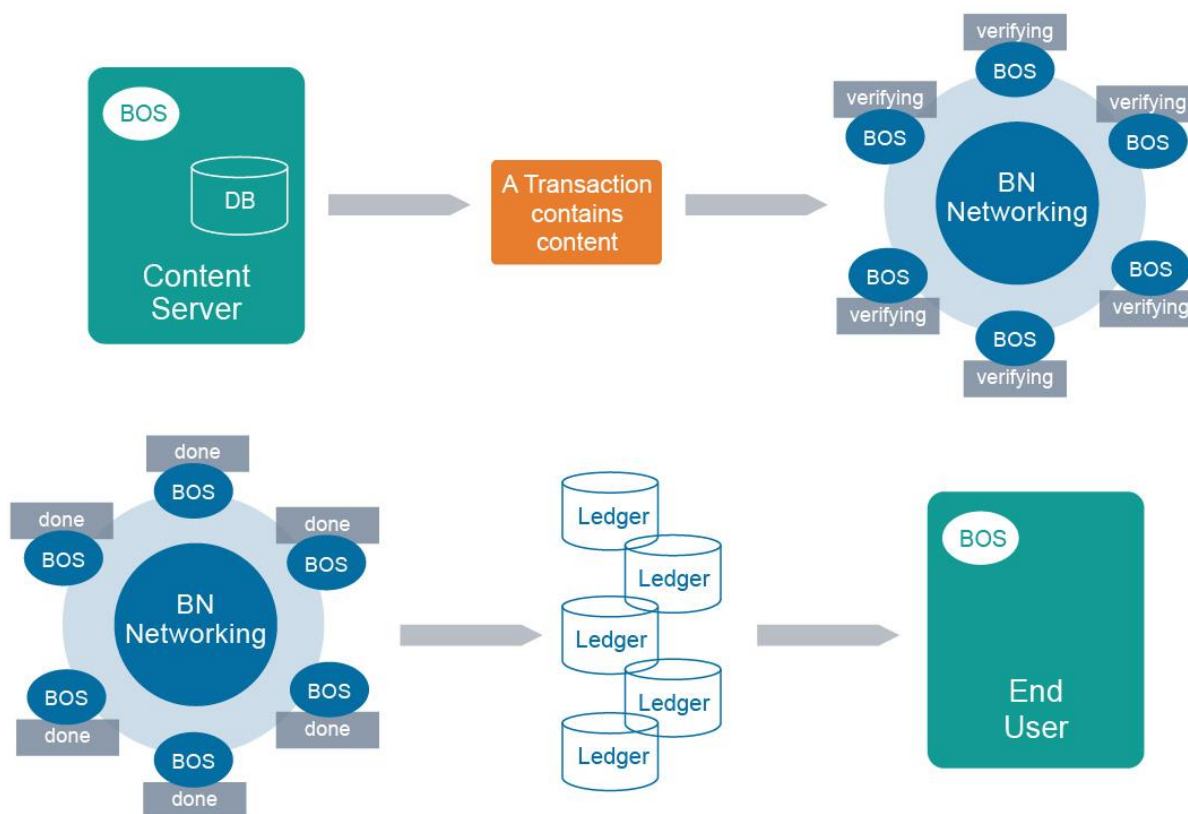 BOS
DB
Content
Server
A Transaction
contains
content
verifying
BOS
verifying
BOS
verifying
BOS
BN
Networking
BOS
verifying
BOS
verifying
BOS
verifying
done
BOS
done
BOS
done
BOS
BN
Networking
BOS
done
BOS
done
BOS
done
Ledger
Ledger
Ledger
Ledger
Ledger
BOS
End
User